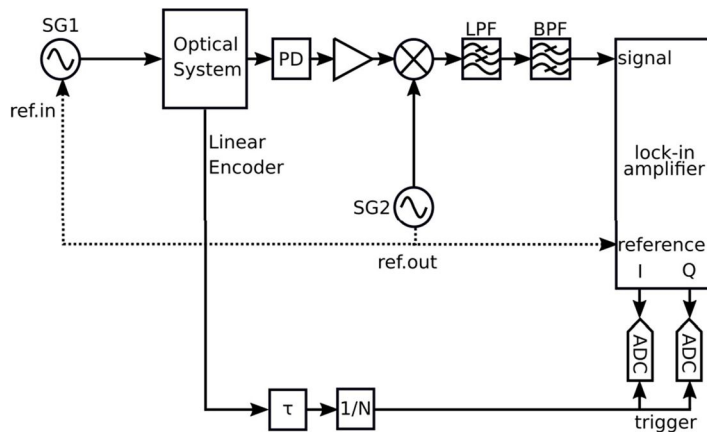 SG1
Optical
System
PD
LPF
BPF
signal
ref.in
Linear
Encoder
lock-in
amplifier
SG2
ref.out
reference
I
Q
ADC
ADC
τ
1/N
trigger